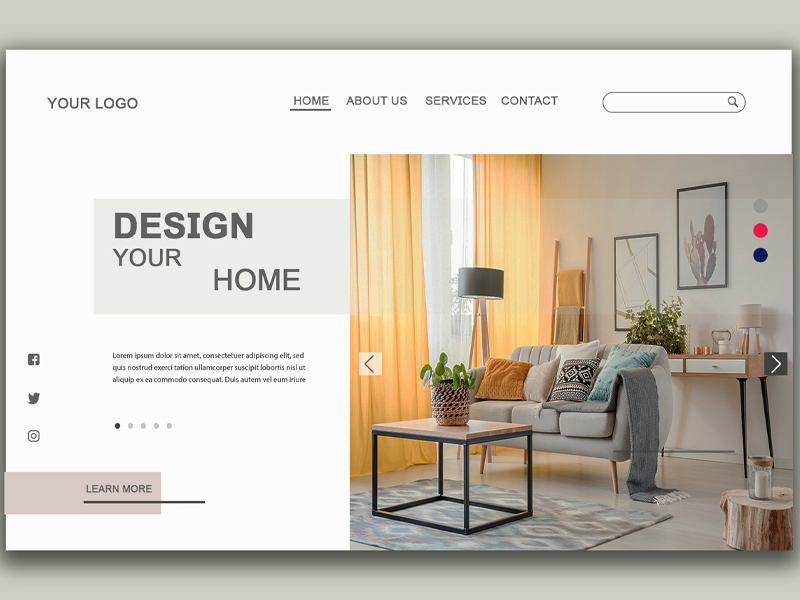 YOUR LOGO
HOME ABOUT US SERVICES CONTACT
DESIGN
YOUR
HOME
Lorem ipsum dolor sit amet, consectetuer adipiscing elit, sed
quis nostrud exerci tation ullamcorper suscipit lobortis nisl ut
aliquip ex ea commodo consequat. Duis autem vel eum iriure
LEARN MORE